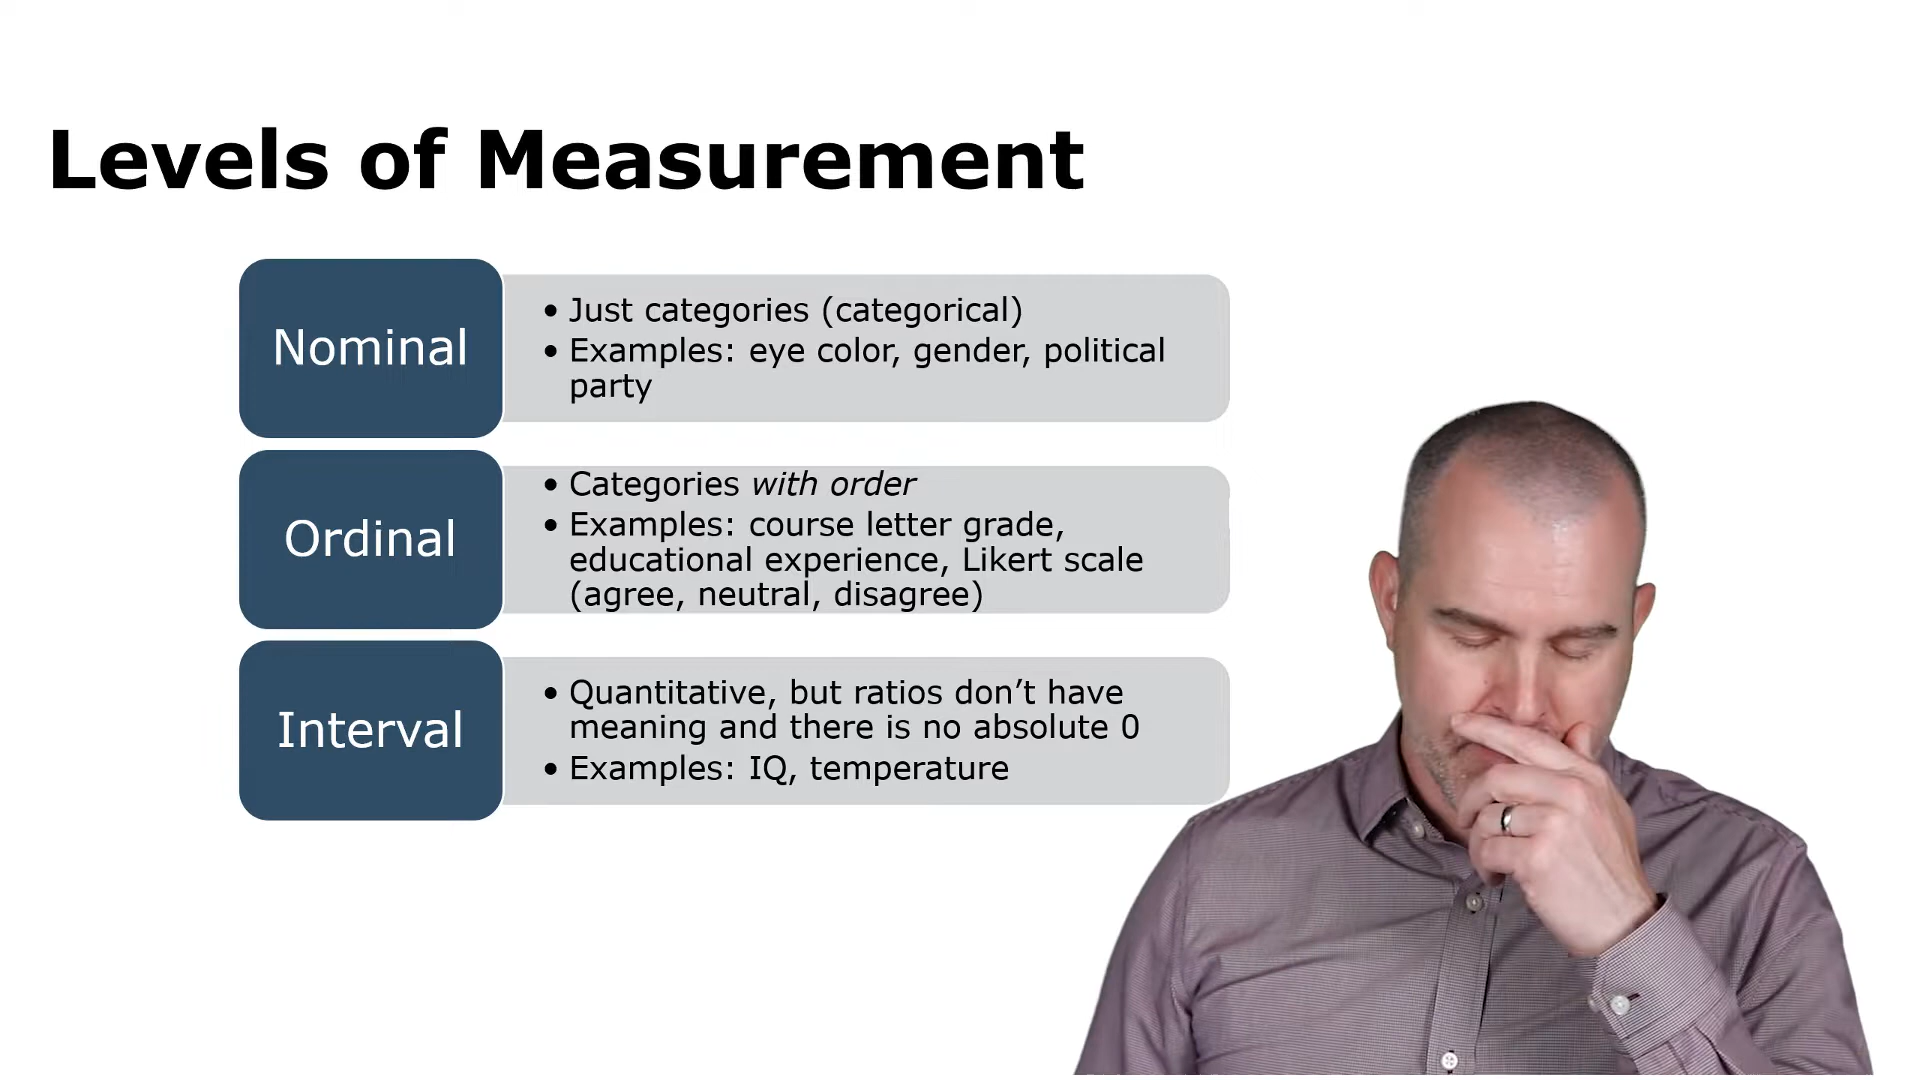 Levels of Measurement
Nominal
• Just categories (categorical)
• Examples: eye color, gender, political
party
Ordinal
• Categories with order
• Examples: course letter grade,
educational experience, Likert scale
(agree, neutral, disagree)
Interval
• Quantitative, but ratios don’t have
meaning and there is no absolute 0
• Examples: IQ, temperature